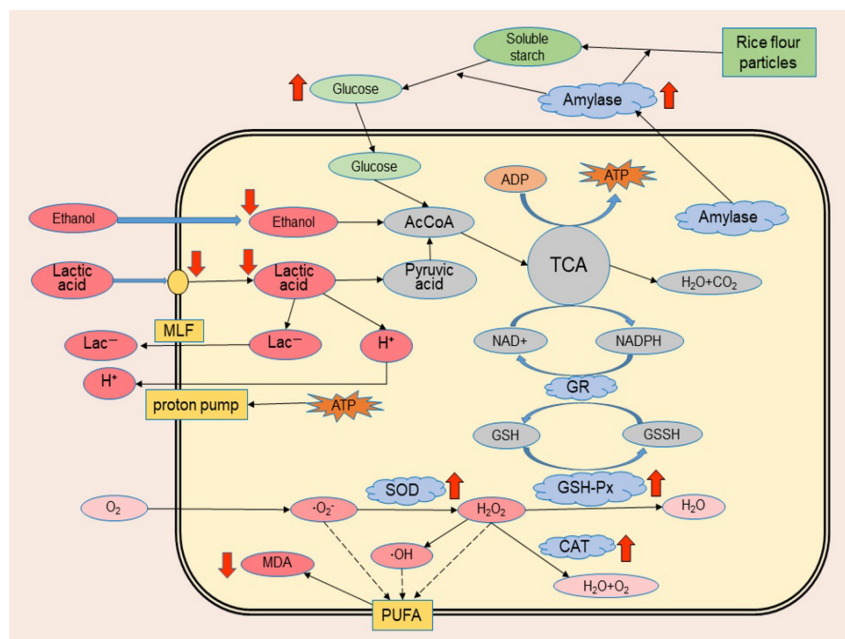 Soluble
starch
Rice flour
particles
Glucose
Amylase
Glucose
ADP
ATP
Amylase
Ethanol
Ethanol
AcCoA
TCA
Lactic
acid
Lactic
acid
Pyruvic
acid
H₂O+CO₂
MLF
Lac⁻
Lac⁻
H⁺
NAD+
NADPH
H⁺
GR
proton pump
ATP
GSH
GSSH
SOD
GSH-Px
O₂
·O₂⁻
H₂O₂
H₂O
·OH
CAT
MDA
H₂O+O₂
PUFA